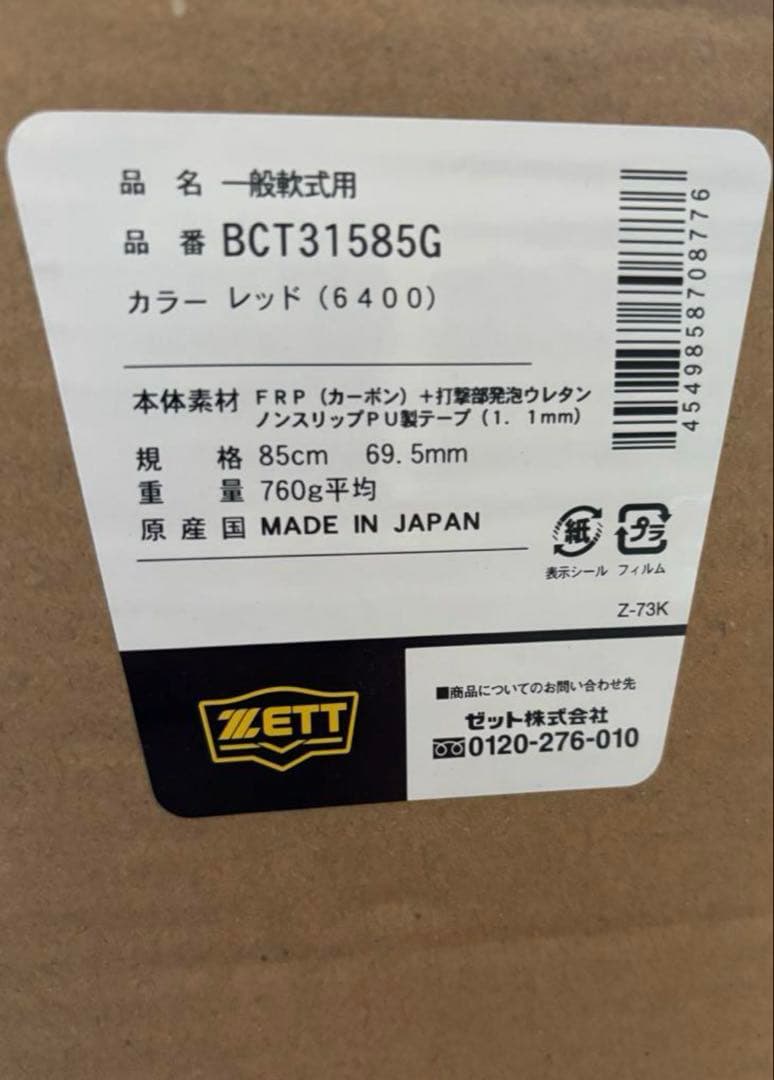 品名 一般軟式用
品番 BCT31585G
カラー レッド（6400）
本体素材 FRP（カーボン）＋打撃部発泡ウレタン
ノンスリップPU製テープ（1.1mm）
規格 85cm 69.5mm
重量 760g平均
原産国 MADE IN JAPAN
4549858708776
紙 プラ
表示シール フィルム
Z-73K
ZETT
■商品についてのお問い合わせ先
ゼット株式会社
0120-276-010